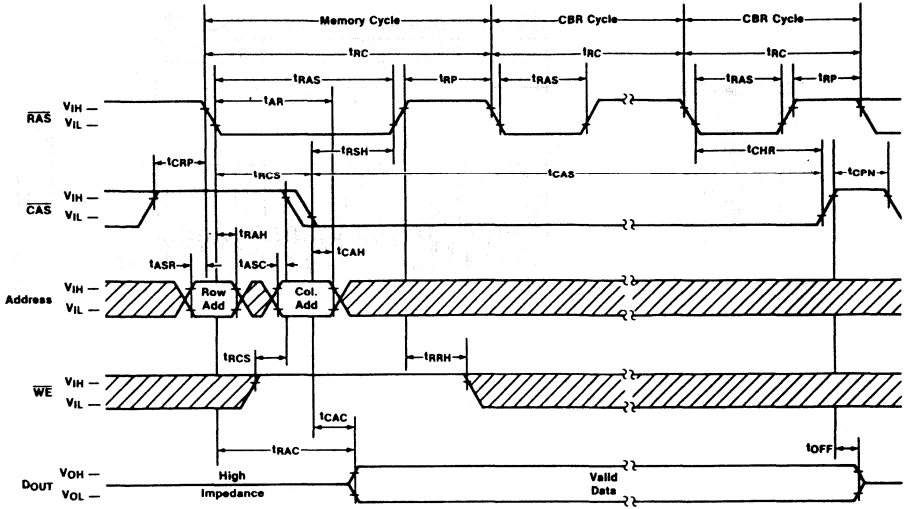 Memory Cycle
CBR Cycle
CBR Cycle
tRC
tRC
tRC
tRAS
tRP
tRAS
tRAS
tRP
tAR
RAS
VIH
VIL
tRSH
tCHR
tCRP
tRCS
tCAS
tCPN
CAS
VIH
VIL
tRAH
tCAH
tASR
tASC
Address
VIH
VIL
Row Add
Col. Add
tRCS
tRRH
WE
VIH
VIL
tCAC
tRAC
tOFF
DOUT
VOH
VOL
High
Impedance
Valid
Data